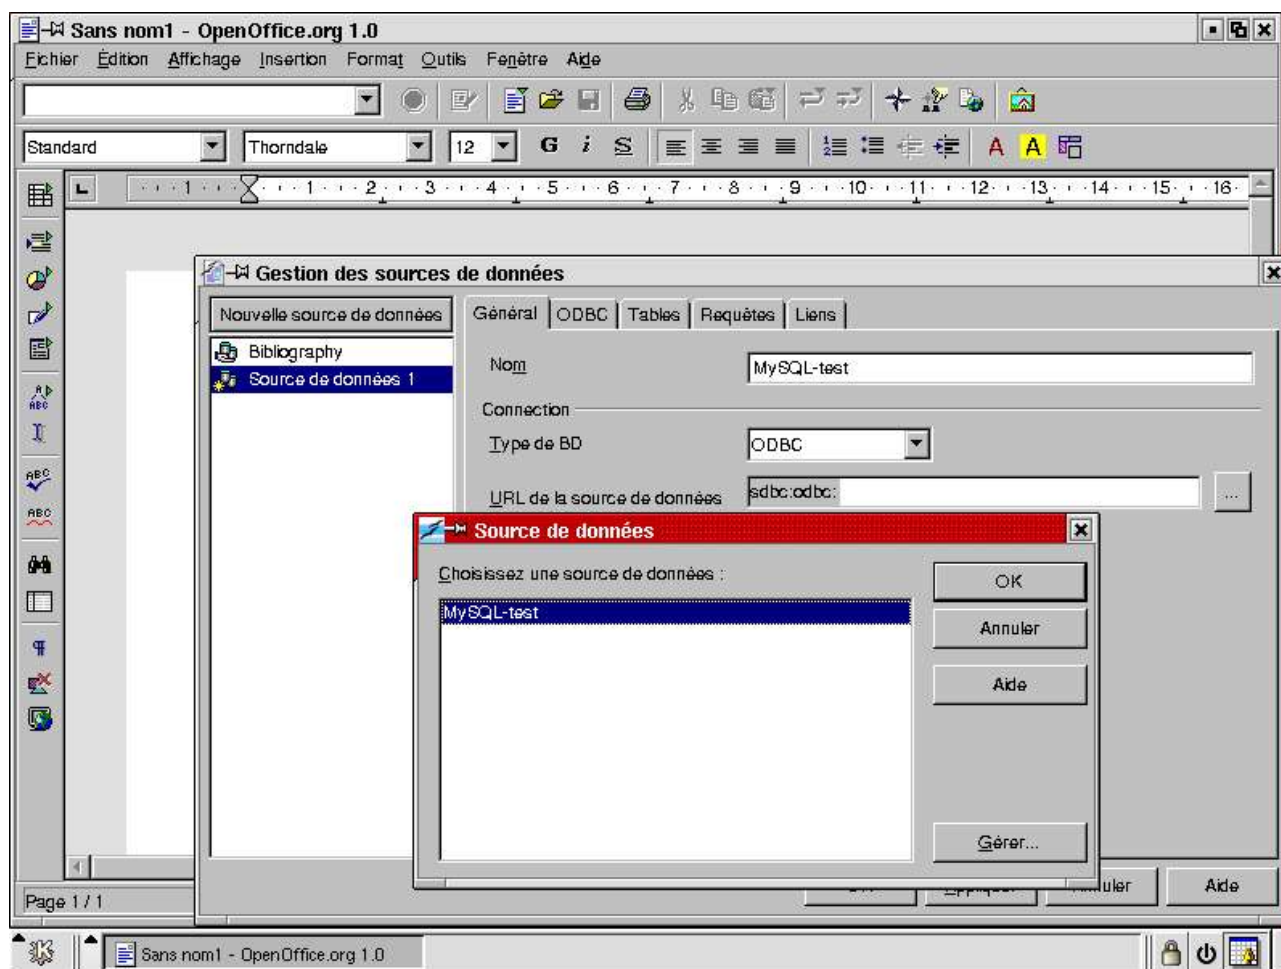 Sans nom1 - OpenOffice.org 1.0
Fichier Édition Affichage Insertion Format Outils Fenêtre Aide
Standard Thorndale 12 G i S A A
1 1 2 3 4 5 6 7 8 9 10 11 12 13 14 15 16
Gestion des sources de données
Nouvelle source de données Général ODBC Tables Requêtes Liens
Bibliography
Source de données 1
Nom MySQL-test
Connection
Type de BD ODBC
URL de la source de données sdbc:odbc: ...
ABC
ABC
ABC
Source de données
Choisissez une source de données :
MySQL-test
OK
Annuler
Aide
Gérer...
Aide
Page 1 / 1
Sans nom1 - OpenOffice.org 1.0